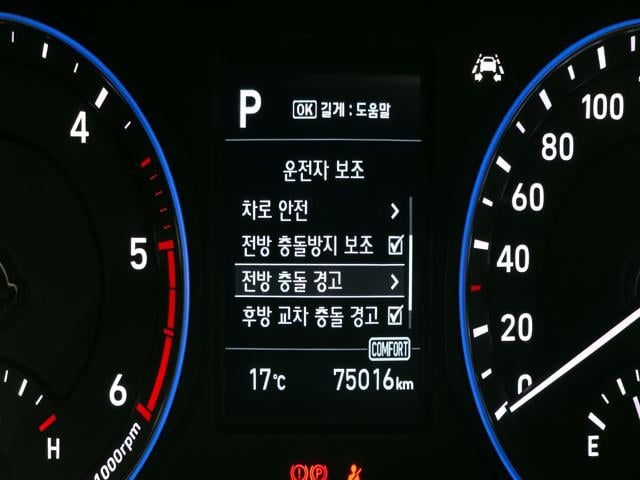 P OK 길게 : 도움말
운전자 보조
차로 안전
전방 충돌방지 보조
전방 충돌 경고
후방 교차 충돌 경고
COMFORT
17°C 75016 km
4
5
6
1000rpm
H
100
80
60
40
20
0
E
P